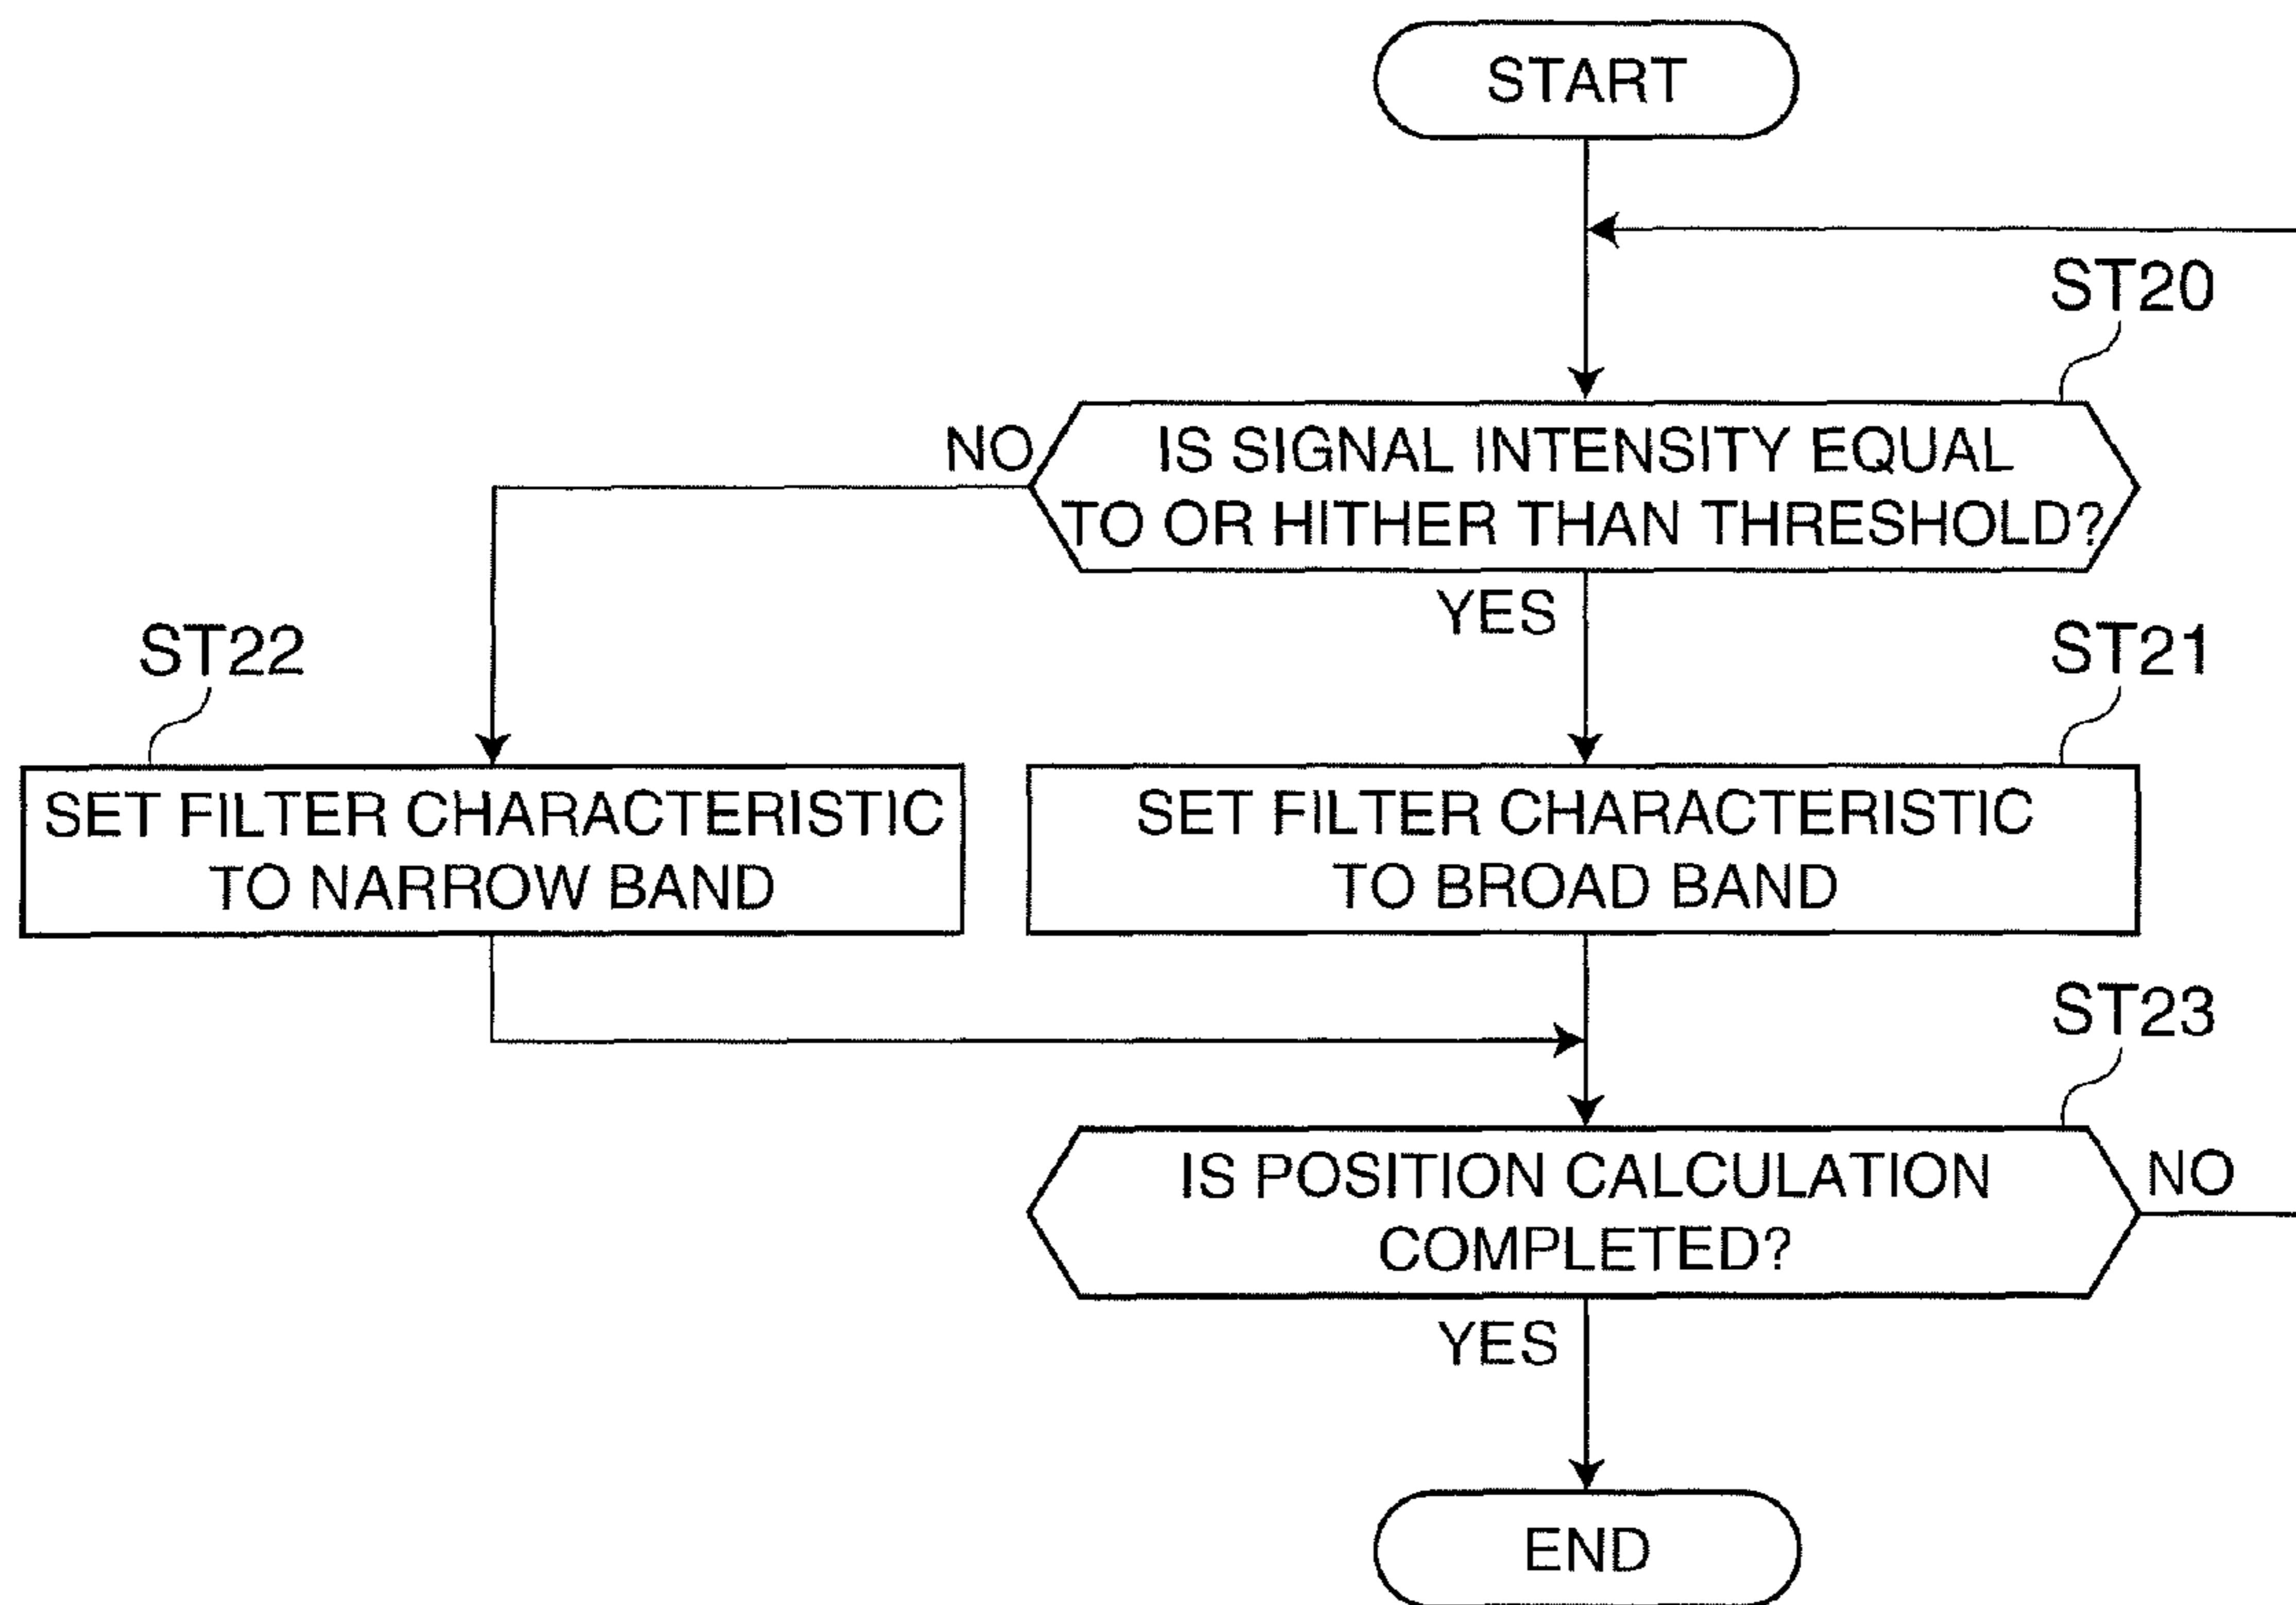 START
ST20
NO
IS SIGNAL INTENSITY EQUAL
TO OR HITHER THAN THRESHOLD?
YES
ST22
ST21
SET FILTER CHARACTERISTIC
TO NARROW BAND
SET FILTER CHARACTERISTIC
TO BROAD BAND
ST23
IS POSITION CALCULATION
COMPLETED?
NO
YES
END